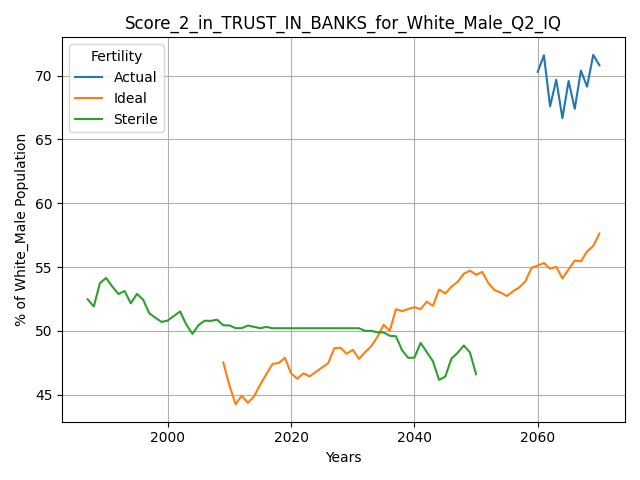 Score_2_in_TRUST_IN_BANKS_for_White_Male_Q2_IQ
Fertility
Actual
Ideal
Sterile
% of White_Male Population
70
65
60
55
50
45
2000
2020
2040
2060
Years